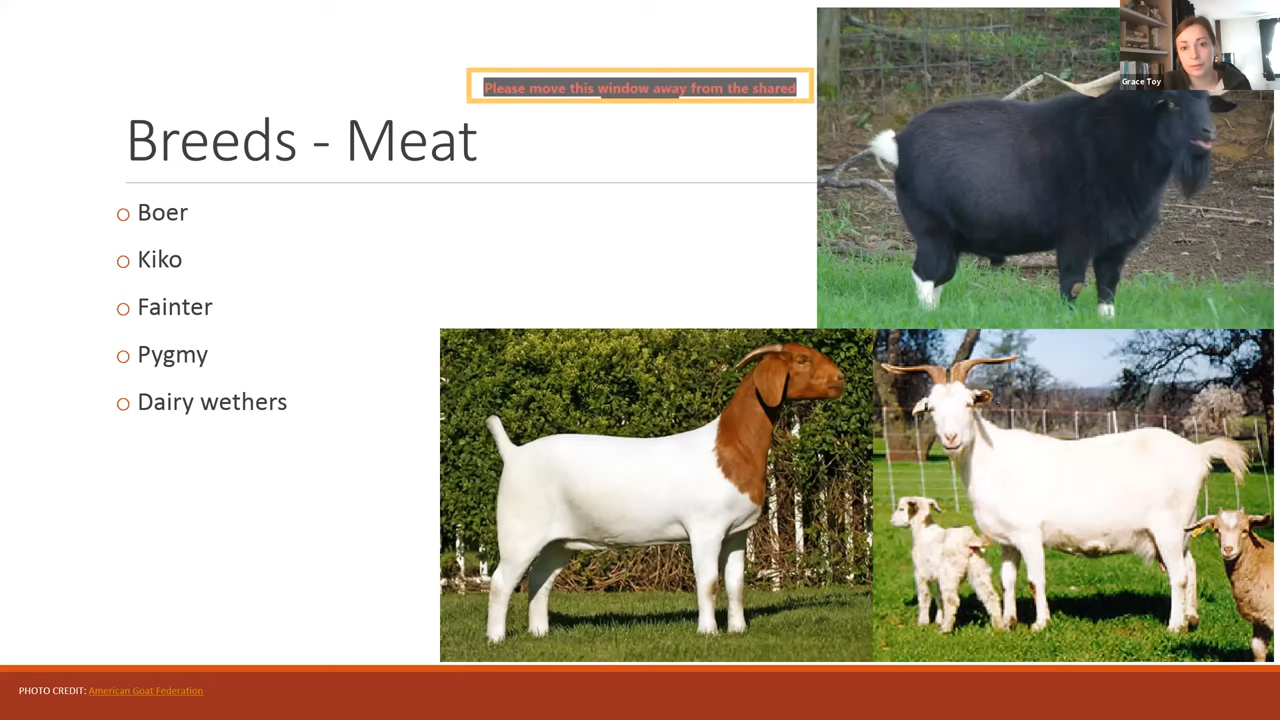 Grace Toy
Please move this window away from the shared
Breeds - Meat
Boer
Kiko
Fainter
Pygmy
Dairy wethers
PHOTO CREDIT: American Goat Federation